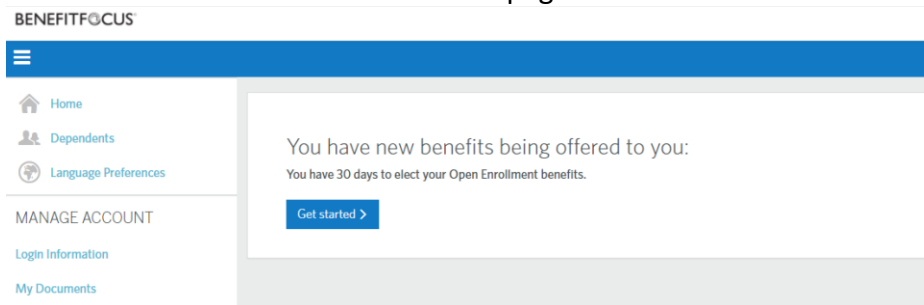 BENEFITFOCUS
Home
Dependents
Language Preferences
MANAGE ACCOUNT
Login Information
My Documents
You have new benefits being offered to you:
You have 30 days to elect your Open Enrollment benefits.
Get started >